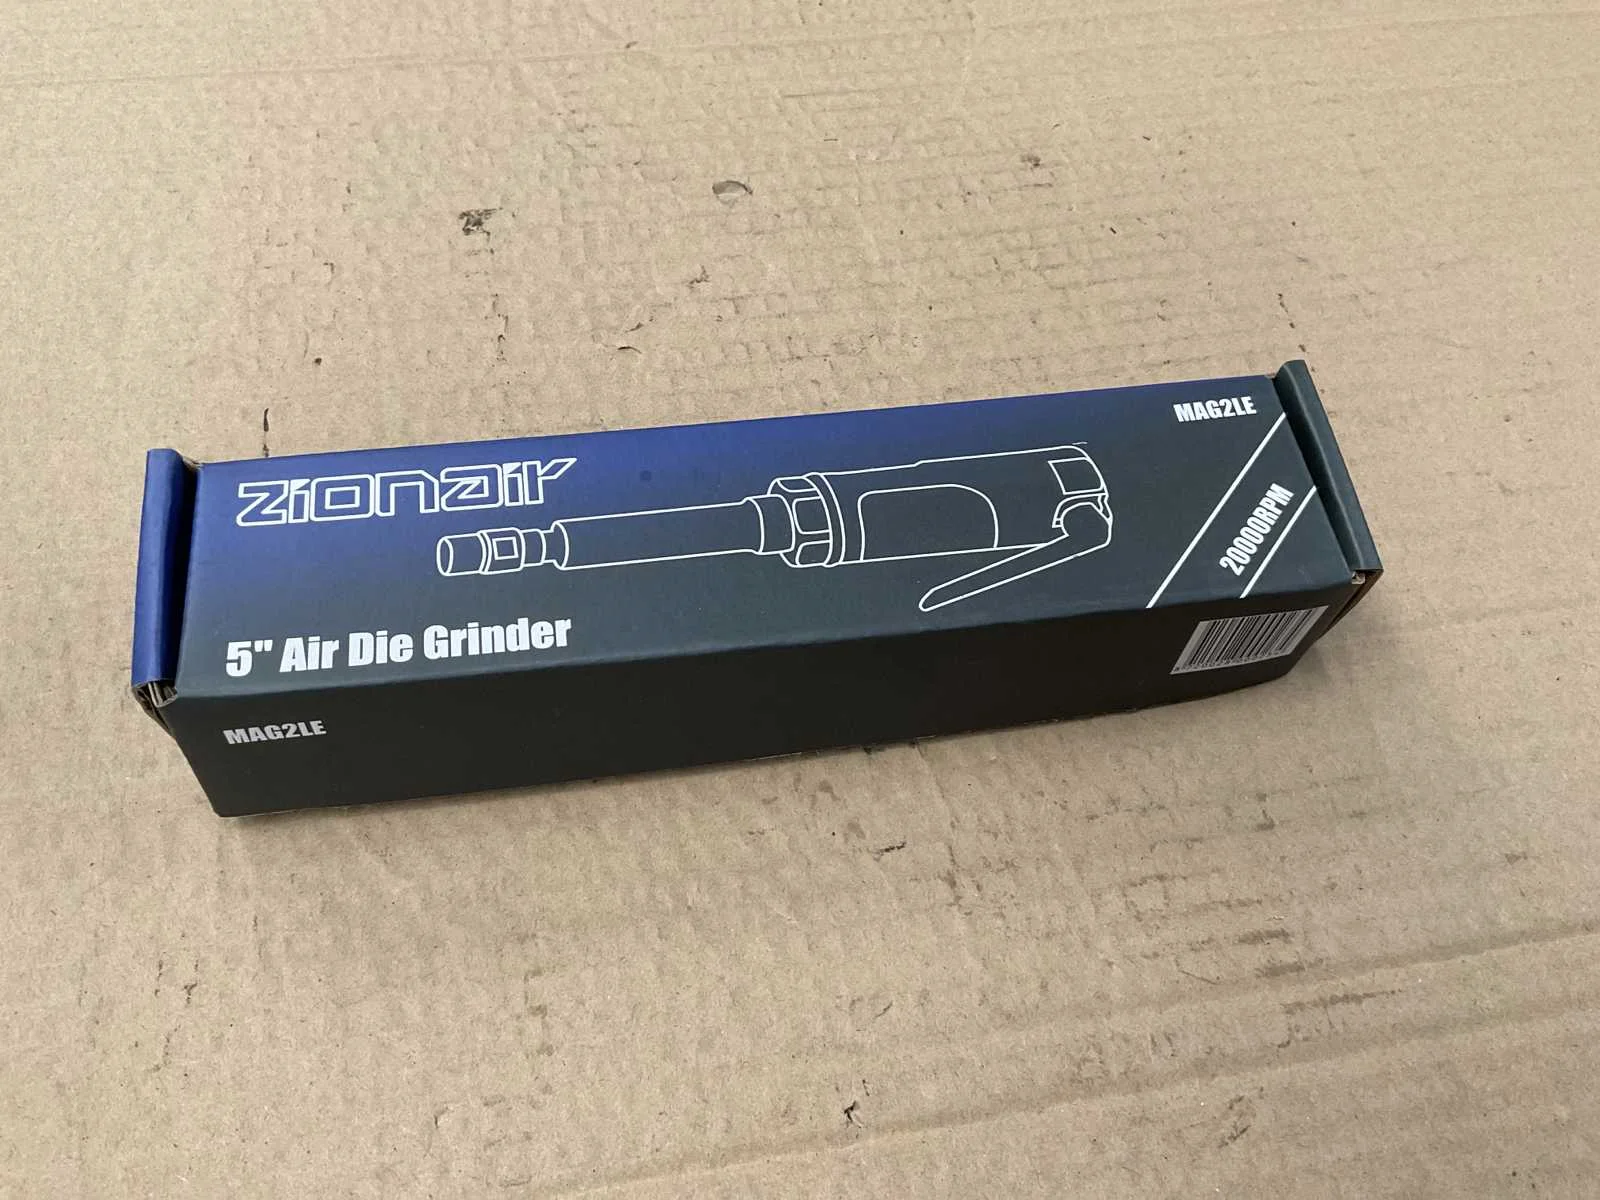 zionair
MAG2LE
20000RPM
5" Air Die Grinder
MAG2LE